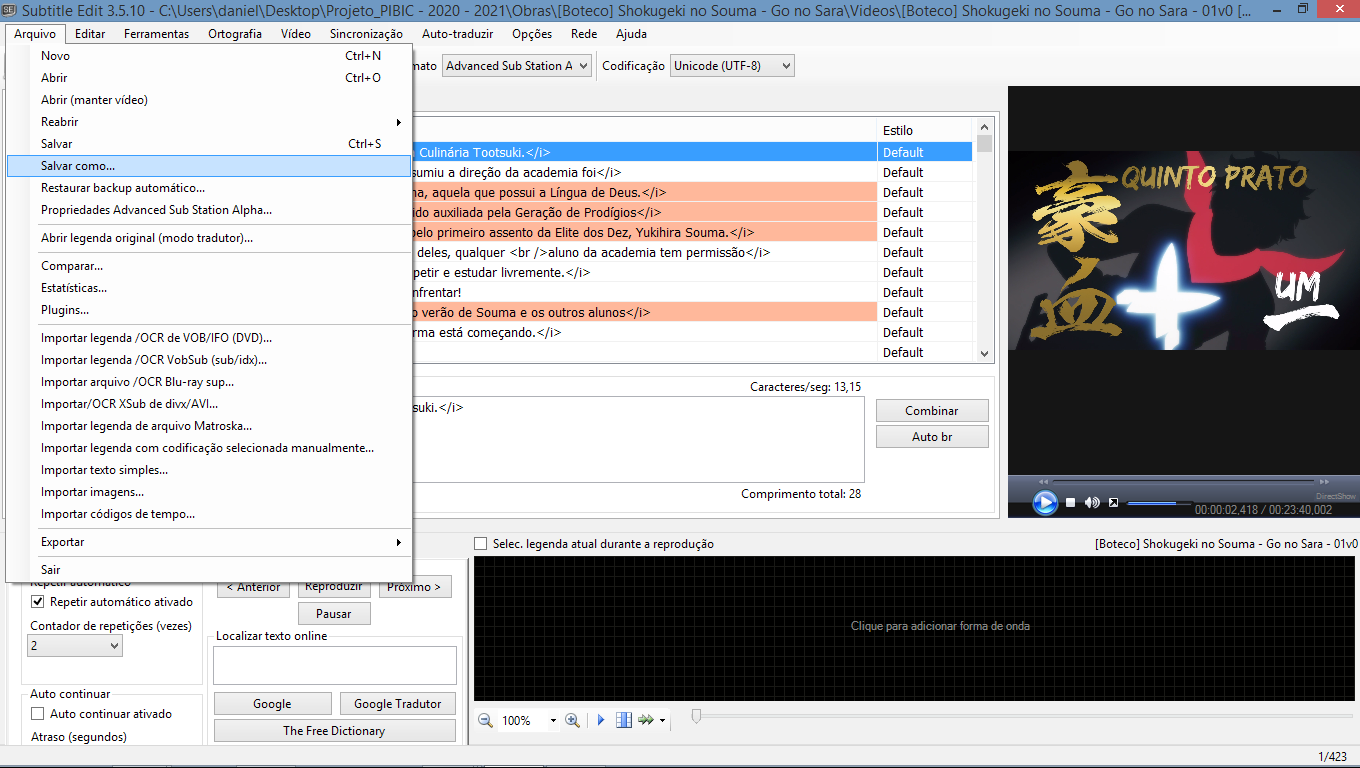 Subtitle Edit 3.5.10 - C:\Users\daniel\Desktop\Projeto_PIBIC - 2020 - 2021\Obras\[Boteco] Shokugeki no Souma - Go no Sara\Videos\[Boteco] Shokugeki no Souma - Go no Sara - 01v0 [...
Arquivo Editar Ferramentas Ortografia Vídeo Sincronização Auto-traduzir Opções Rede Ajuda
Novo Ctrl+N
Abrir Ctrl+O
Abrir (manter vídeo)
Reabrir
Salvar Ctrl+S
Salvar como...
Restaurar backup automático...
Propriedades Advanced Sub Station Alpha...
Abrir legenda original (modo tradutor)...
Comparar...
Estatísticas...
Plugins...
Importar legenda /OCR de VOB/IFO (DVD)...
Importar legenda /OCR VobSub (sub/idx)...
Importar arquivo /OCR Blu-ray sup...
Importar/OCR XSub de divx/AVI...
Importar legenda de arquivo Matroska...
Importar legenda com codificação selecionada manualmente...
Importar texto simples...
Importar imagens...
Importar códigos de tempo...
Exportar
Sair
mato Advanced Sub Station A Codificação Unicode (UTF-8)
Estilo
Culinária Tootsuki.</i> Default
sumiu a direção da academia foi</i> Default
na, aquela que possui a Língua de Deus.</i> Default
ido auxiliada pela Geração de Prodígios</i> Default
pelo primeiro assento da Elite dos Dez, Yukihira Souma.</i> Default
deles, qualquer <br />aluno da academia tem permissão</i> Default
petir e estudar livremente.</i> Default
nfrentar! Default
o verão de Souma e os outros alunos</i> Default
rma está começando.</i> Default
Default
Caracteres/seg: 13,15
suki.</i>
Combinar
Auto br
Comprimento total: 28
豪血
QUINTO PRATO
UM
DirectShow
00:00:02,418 / 00:23:40,002
Selec. legenda atual durante a reprodução [Boteco] Shokugeki no Souma - Go no Sara - 01v0
Repetir automático
Repetir automático ativado
Contador de repetições (vezes)
2
Auto continuar
Auto continuar ativado
Atraso (segundos)
< Anterior Reproduzir Próximo >
Pausar
Localizar texto online
Google Google Tradutor
The Free Dictionary
Clique para adicionar forma de onda
100%
1/423